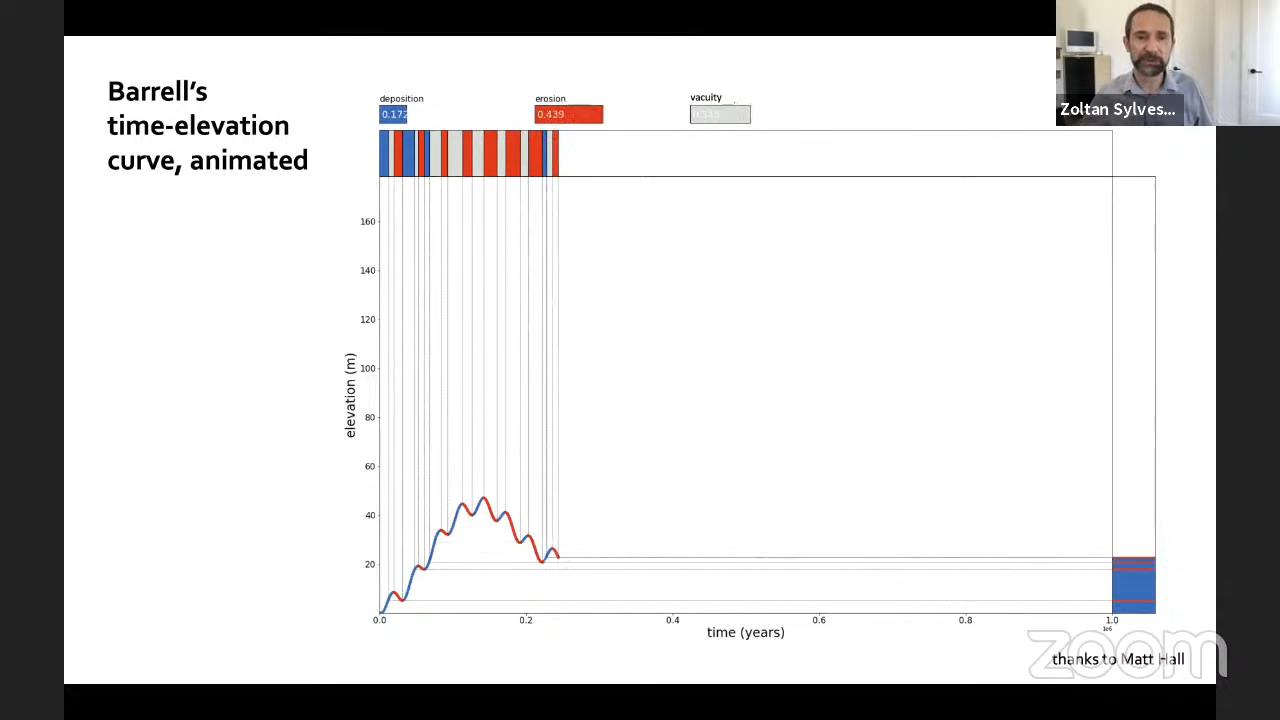 Barrell's
time-elevation
curve, animated
deposition
0.172
erosion
0.439
vacuity
Zoltan Sylves...
160
140
120
100
80
60
40
20
elevation (m)
0.0
0.2
0.4
0.6
0.8
1.0
1e6
time (years)
zoom
thanks to Matt Hall